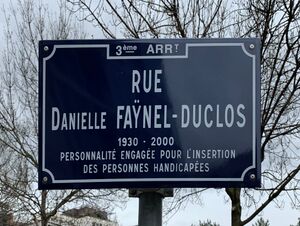 3ème ARRT
RUE
DANIELLE FAŸNEL-DUCLOS
1930 - 2000
PERSONNALITÉ ENGAGÉE POUR L'INSERTION
DES PERSONNES HANDICAPÉES